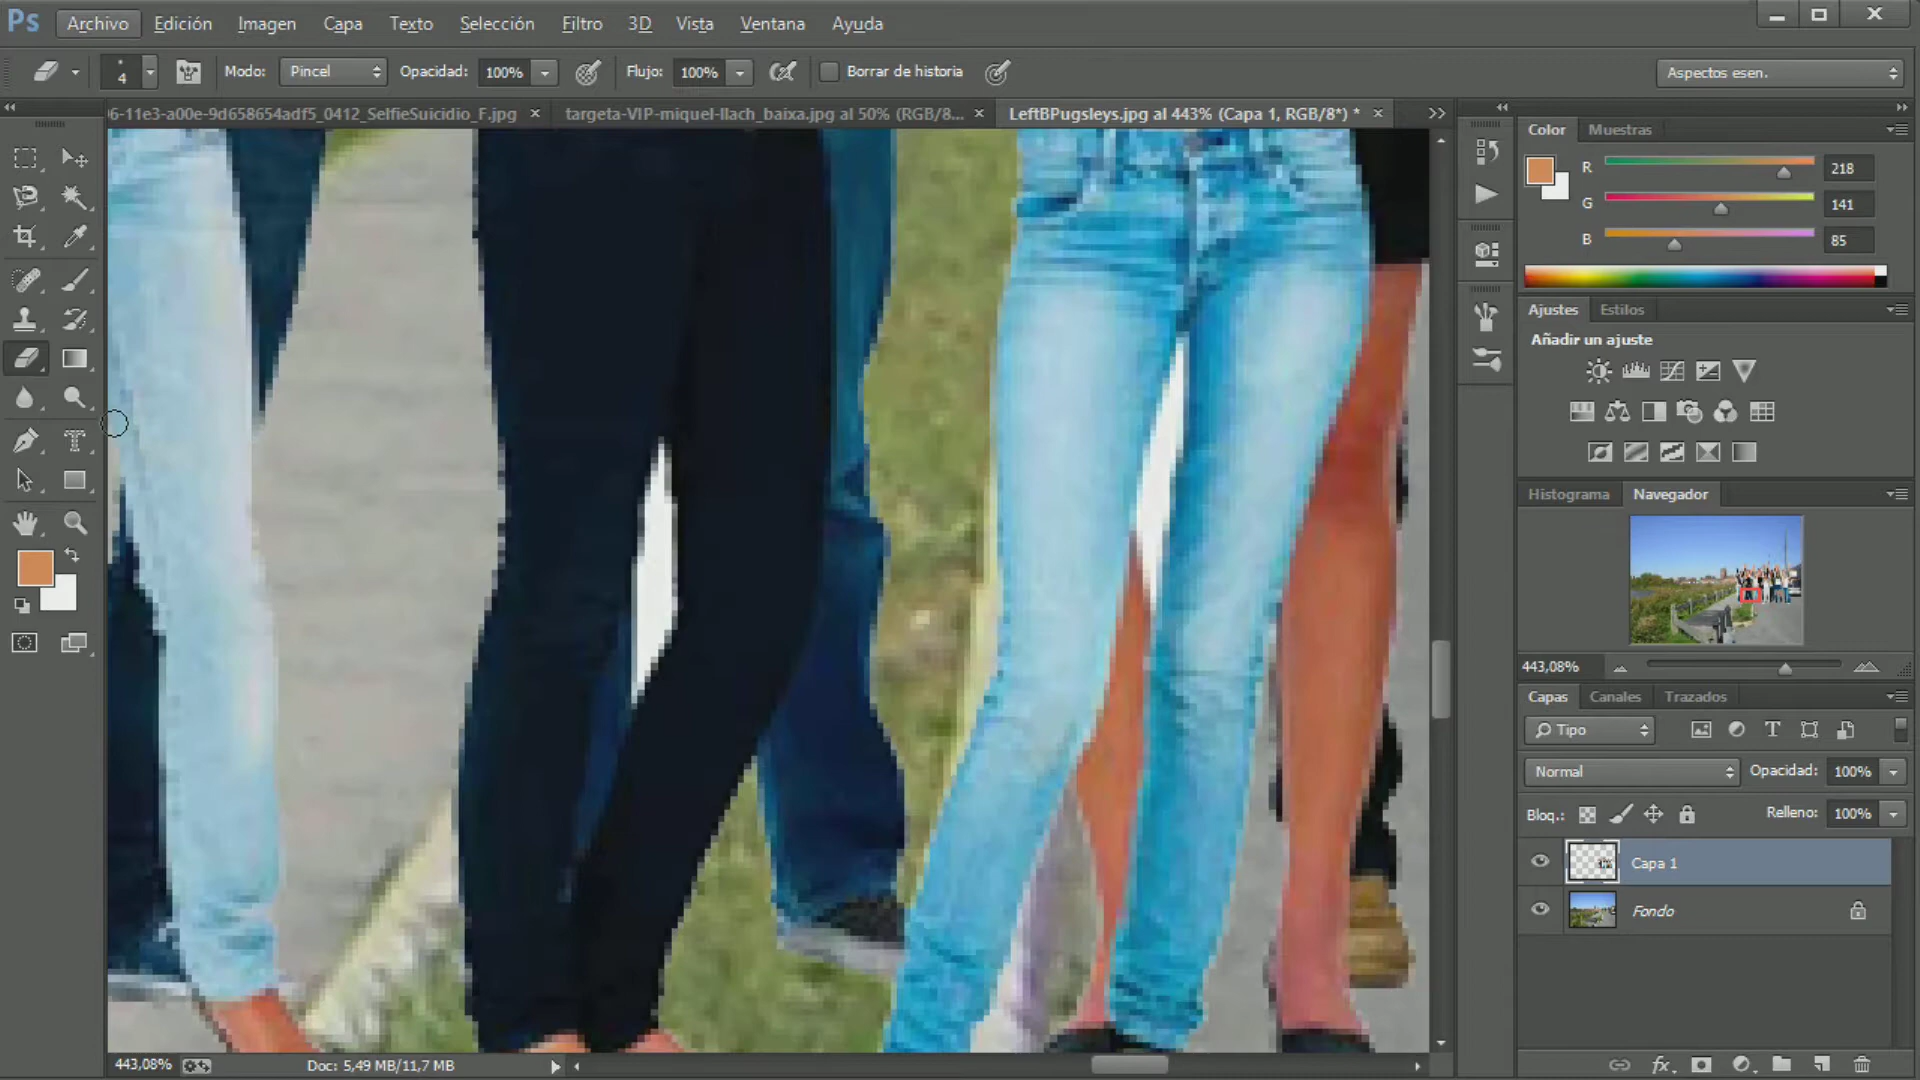 Ps Archivo Edición Imagen Capa Texto Selección Filtro 3D Vista Ventana Ayuda
4 Modo: Pincel Opacidad: 100% Flujo: 100% Borrar de historia Aspectos esen.
6-11e3-a00e-9d658654adf5_0412_SelfieSuicidio_F.jpg × targeta-VIP-miquel-llach_baixa.jpg al 50% (RGB/8... × LeftBPugsleys.jpg al 443% (Capa 1, RGB/8*) * ×
Color Muestras
R 218
G 141
B 85
Ajustes Estilos
Añadir un ajuste
Histograma Navegador
443,08%
Capas Canales Trazados
Tipo
Normal Opacidad: 100%
Bloq.: Relleno: 100%
Capa 1
Fondo
443,08% Doc: 5,49 MB/11,7 MB